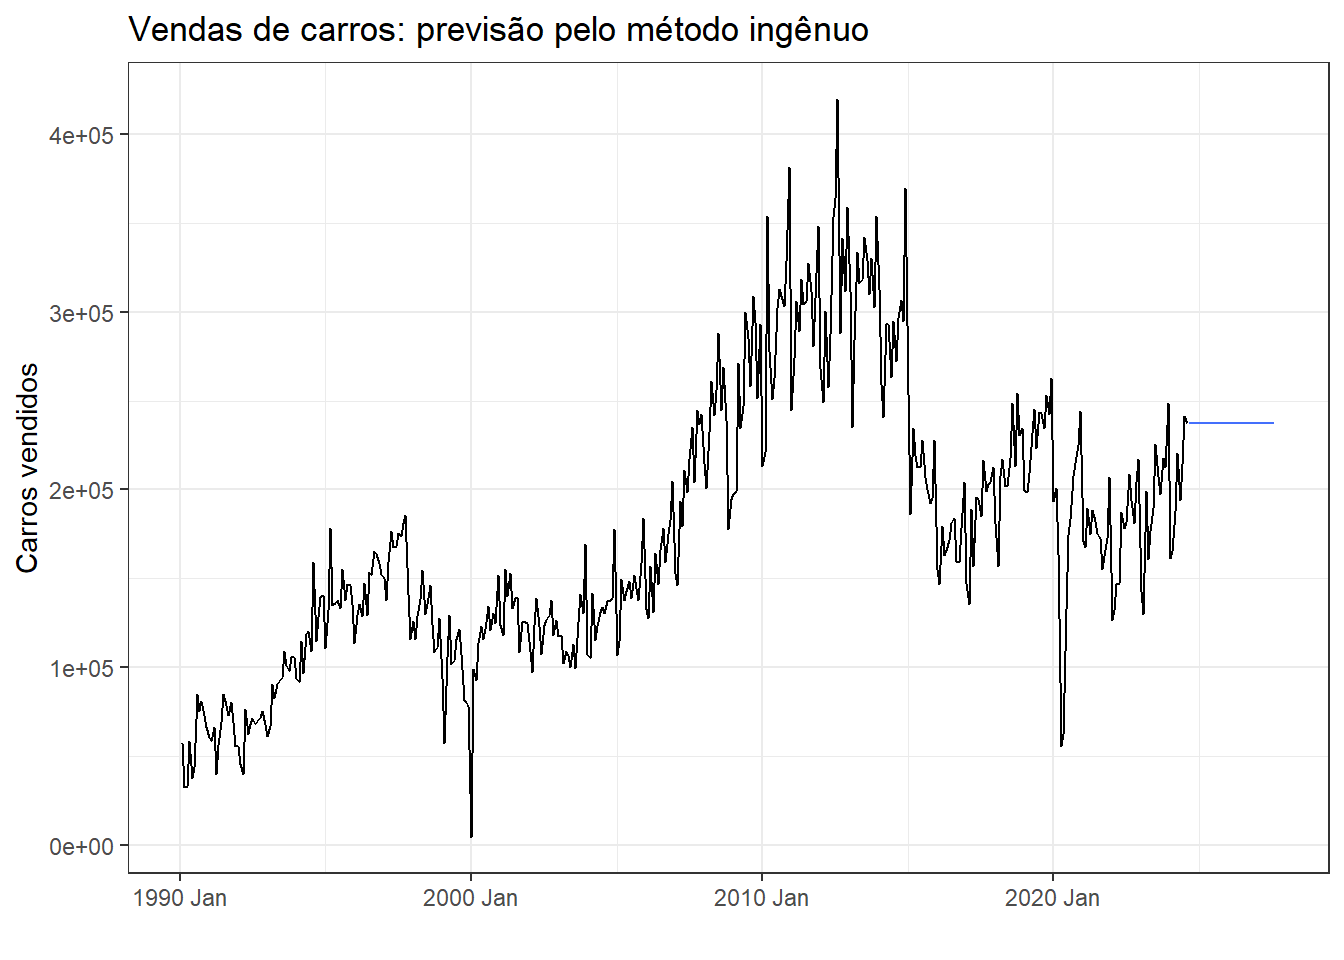 Vendas de carros: previsão pelo método ingênuo
Carros vendidos
4e+05
3e+05
2e+05
1e+05
0e+00
1990 Jan
2000 Jan
2010 Jan
2020 Jan